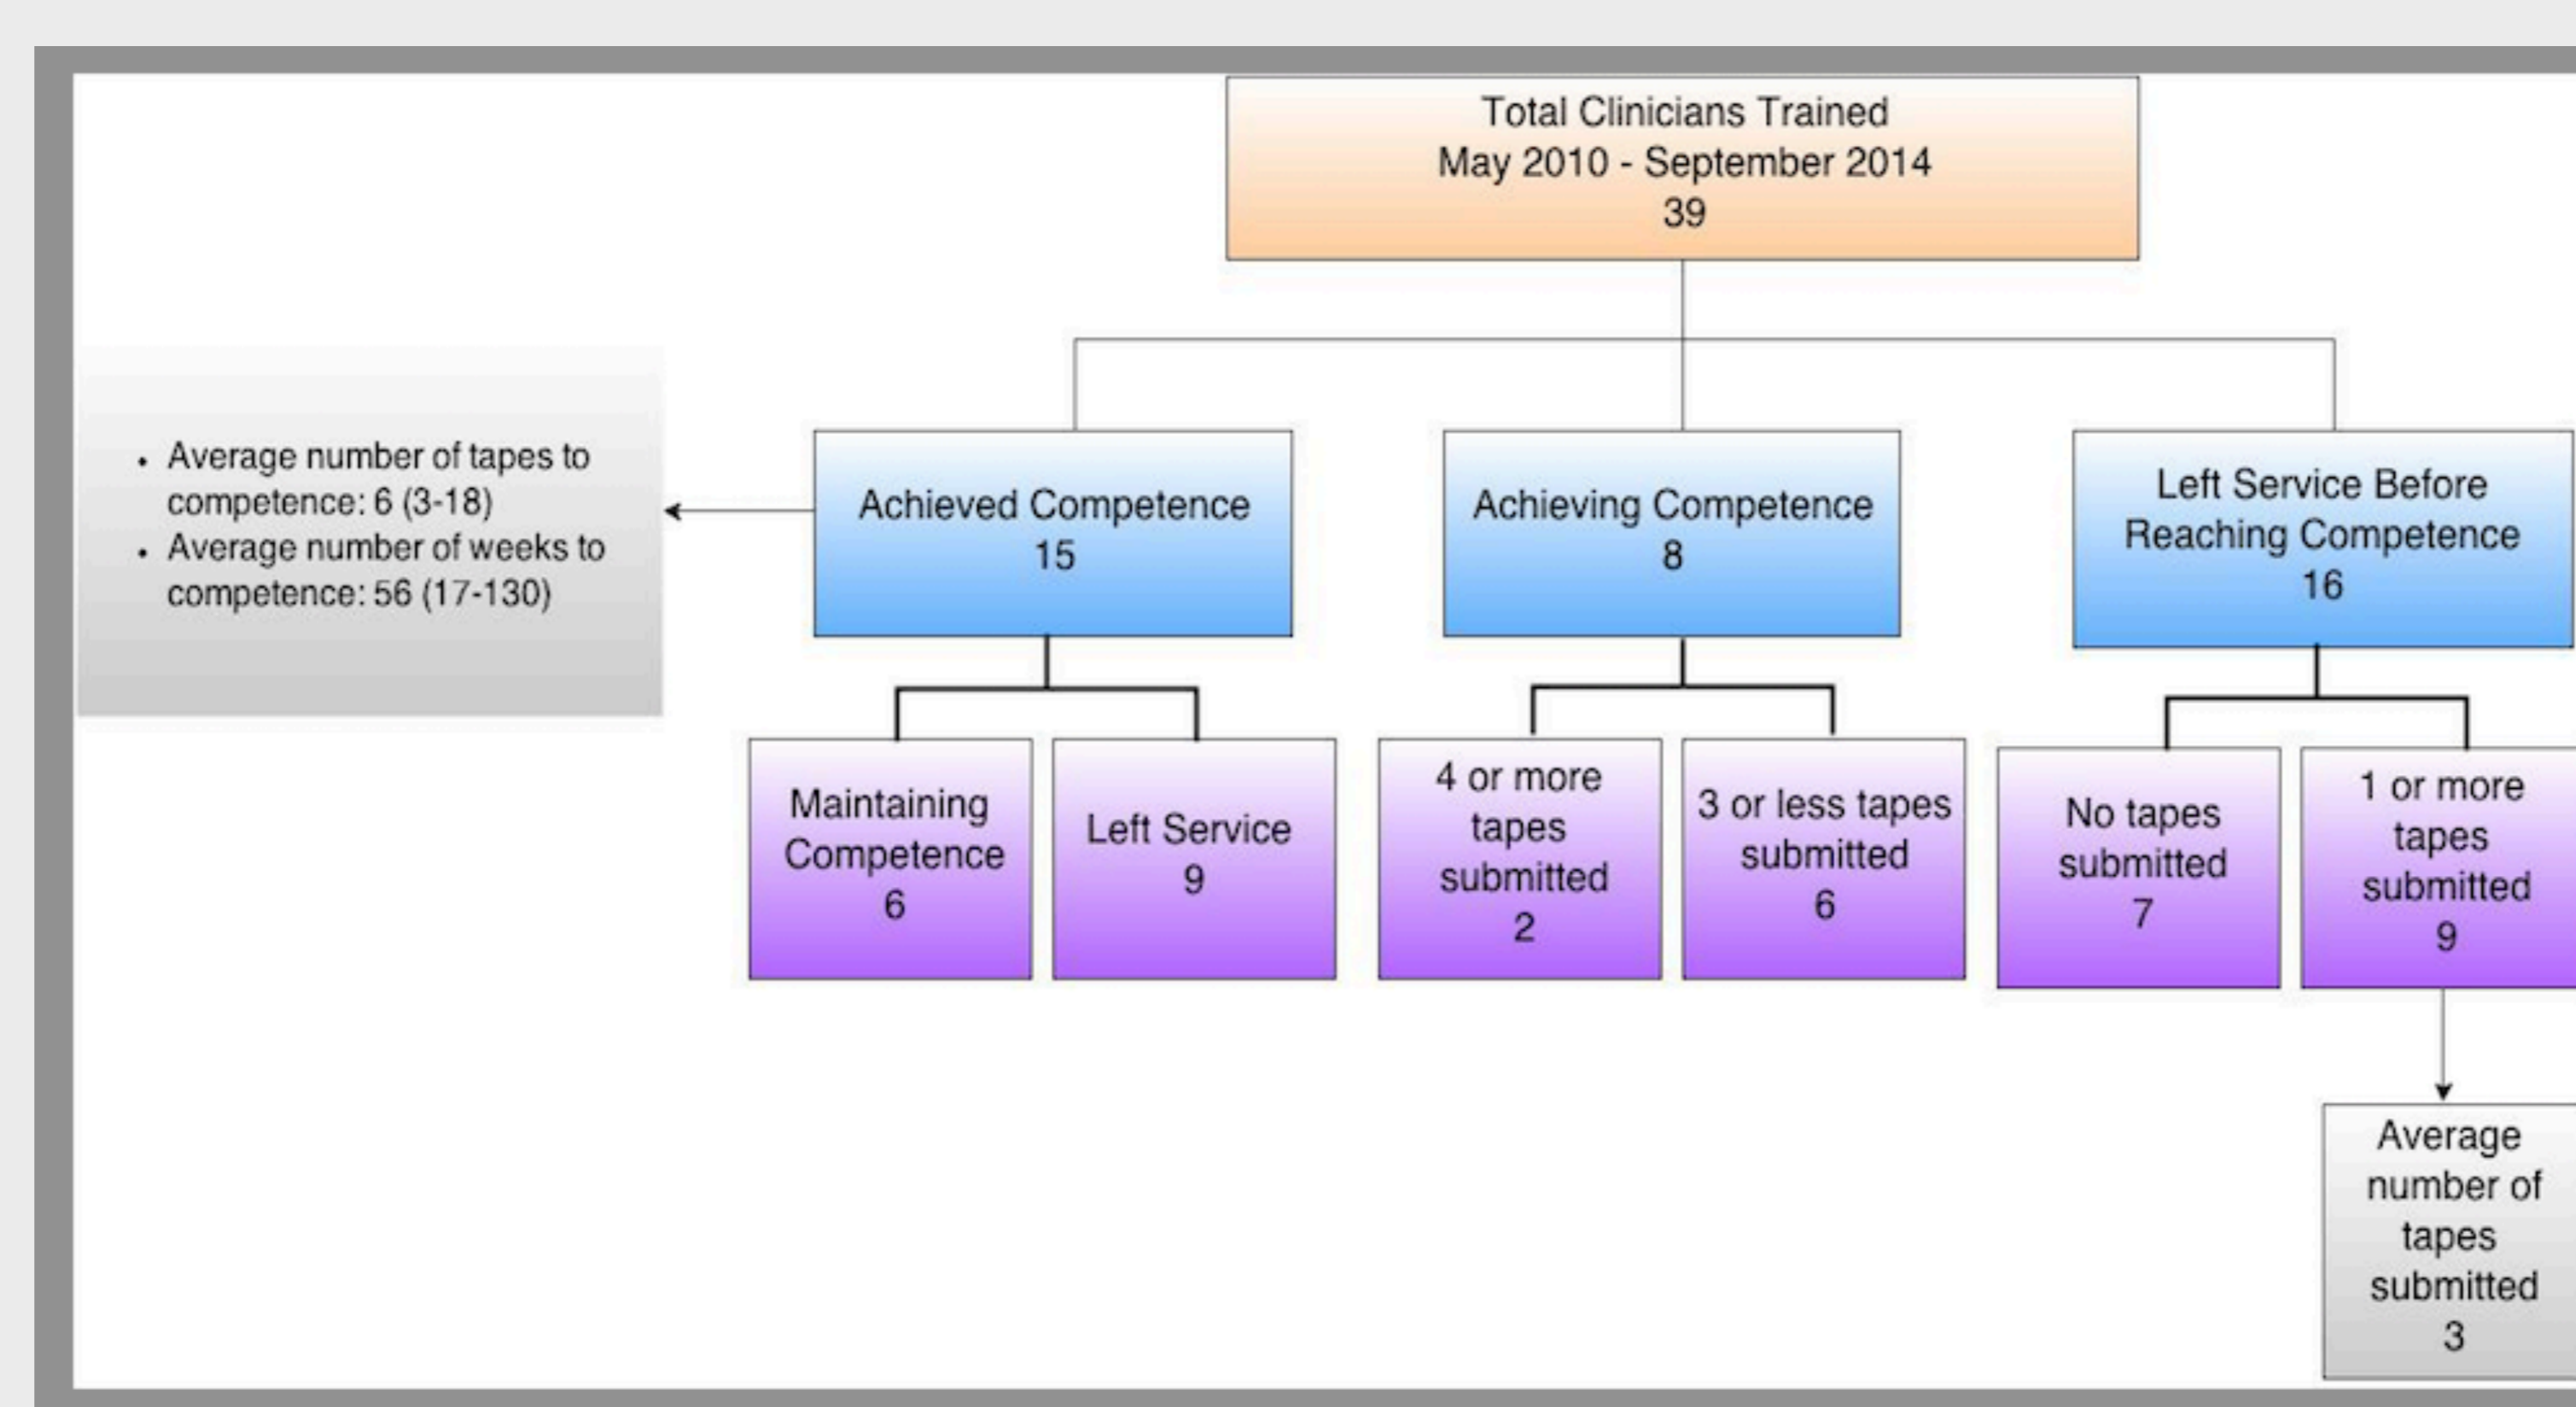 Total Clinicians Trained
May 2010 - September 2014
39
• Average number of tapes to
competence: 6 (3-18)
• Average number of weeks to
competence: 56 (17-130)
Achieved Competence
15
Achieving Competence
8
Left Service Before
Reaching Competence
16
Maintaining
Competence
6
Left Service
9
4 or more
tapes
submitted
2
3 or less tapes
submitted
6
No tapes
submitted
7
1 or more
tapes
submitted
9
Average
number of
tapes
submitted
3